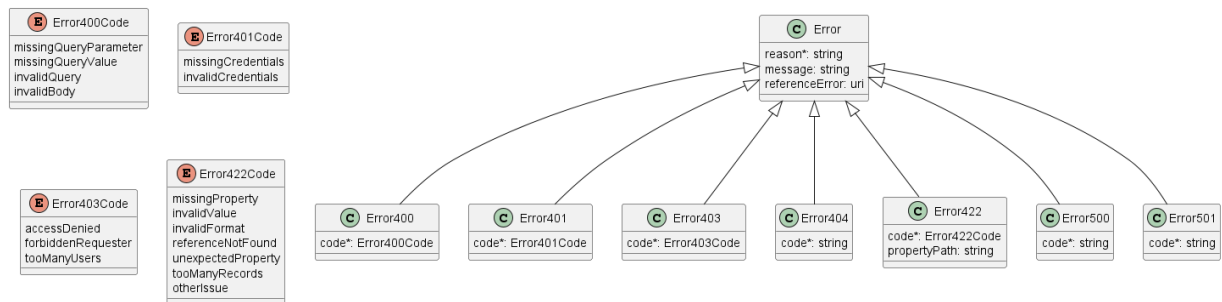 E Error400Code
missingQueryParameter
missingQueryValue
invalidQuery
invalidBody
E Error401Code
missingCredentials
invalidCredentials
C Error
reason*: string
message: string
referenceError: uri
E Error403Code
accessDenied
forbiddenRequester
tooManyUsers
E Error422Code
missingProperty
invalidValue
invalidFormat
referenceNotFound
unexpectedProperty
tooManyRecords
otherIssue
C Error400
code*: Error400Code
C Error401
code*: Error401Code
C Error403
code*: Error403Code
C Error404
code*: string
C Error422
code*: Error422Code
propertyPath: string
C Error500
code*: string
C Error501
code*: string